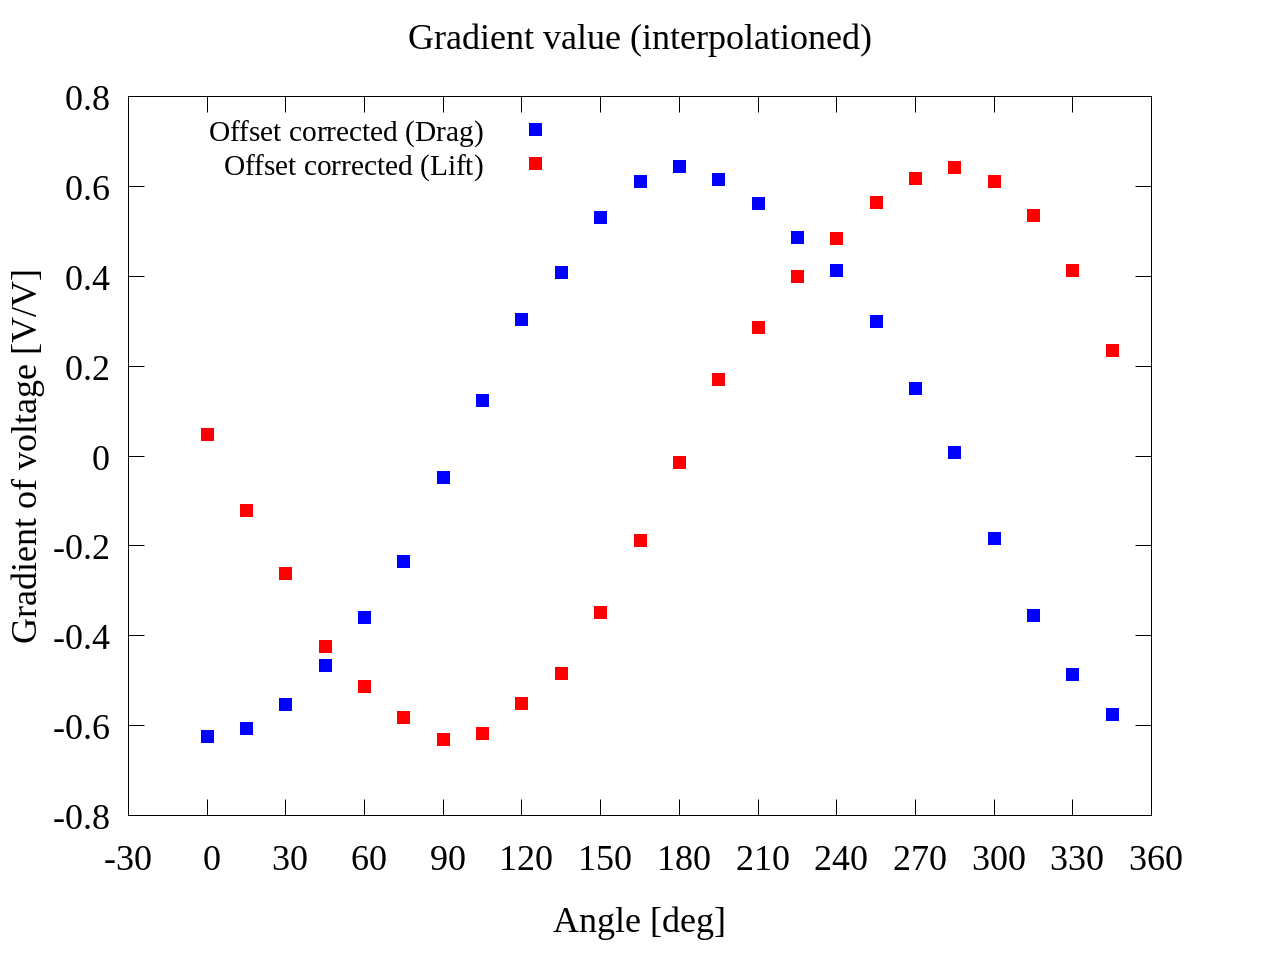 Gradient value (interpolationed)
0.8
Offset corrected (Drag)
Offset corrected (Lift)
0.6
0.4
0.2
0
-0.2
-0.4
-0.6
-0.8
Gradient of voltage [V/V]
-30 0 30 60 90 120 150 180 210 240 270 300 330 360
Angle [deg]